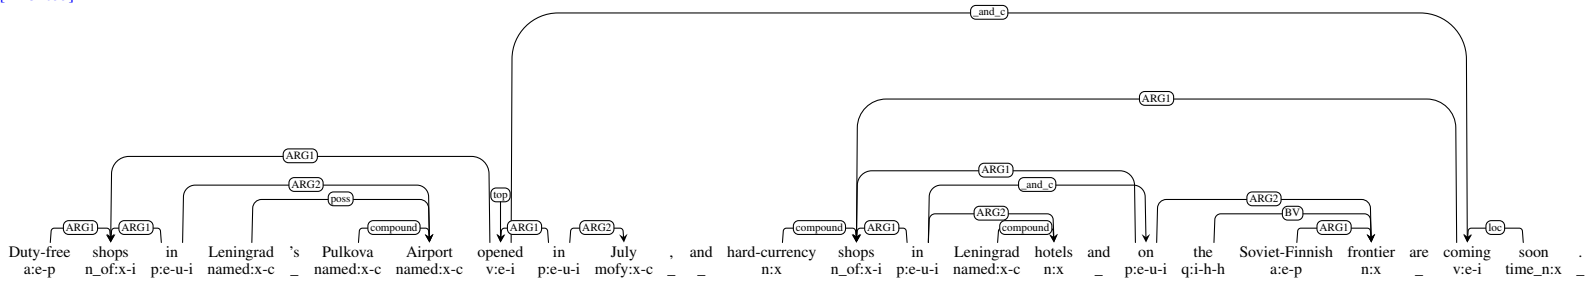 _and_c
ARG1
ARG1 ARG1
ARG2 _and_c
poss top ARG2
ARG2 BV
ARG1 ARG1 compound ARG1 ARG2 compound ARG1 compound ARG1 loc
Duty-free shops in Leningrad 's Pulkova Airport opened in July , and hard-currency shops in Leningrad hotels and on the Soviet-Finnish frontier are coming soon .
a:e-p n_of:x-i p:e-u-i named:x-c _ named:x-c named:x-c v:e-i p:e-u-i mofy:x-c _ _ n:x n_of:x-i p:e-u-i named:x-c n:x _ p:e-u-i q:i-h-h a:e-p n:x _ v:e-i time_n:x _